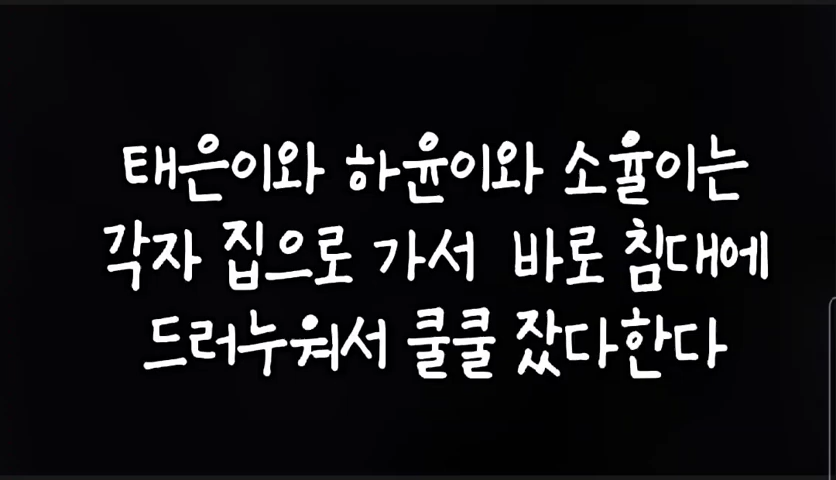 태은이와 하윤이와 소율이는
각자 집으로 가서 바로 침대에
드러누워서 쿨쿨 잤다한다